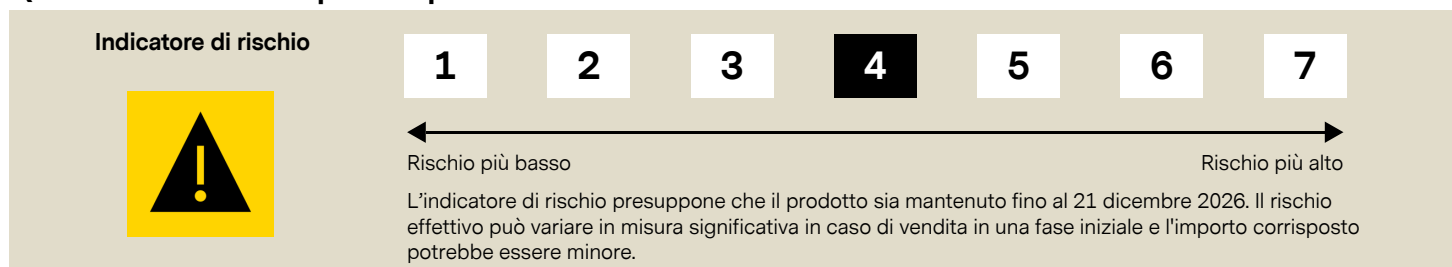 Indicatore di rischio
1 2 3 4 5 6 7
Rischio più basso Rischio più alto
L'indicatore di rischio presuppone che il prodotto sia mantenuto fino al 21 dicembre 2026. Il rischio
effettivo può variare in misura significativa in caso di vendita in una fase iniziale e l'importo corrisposto
potrebbe essere minore.